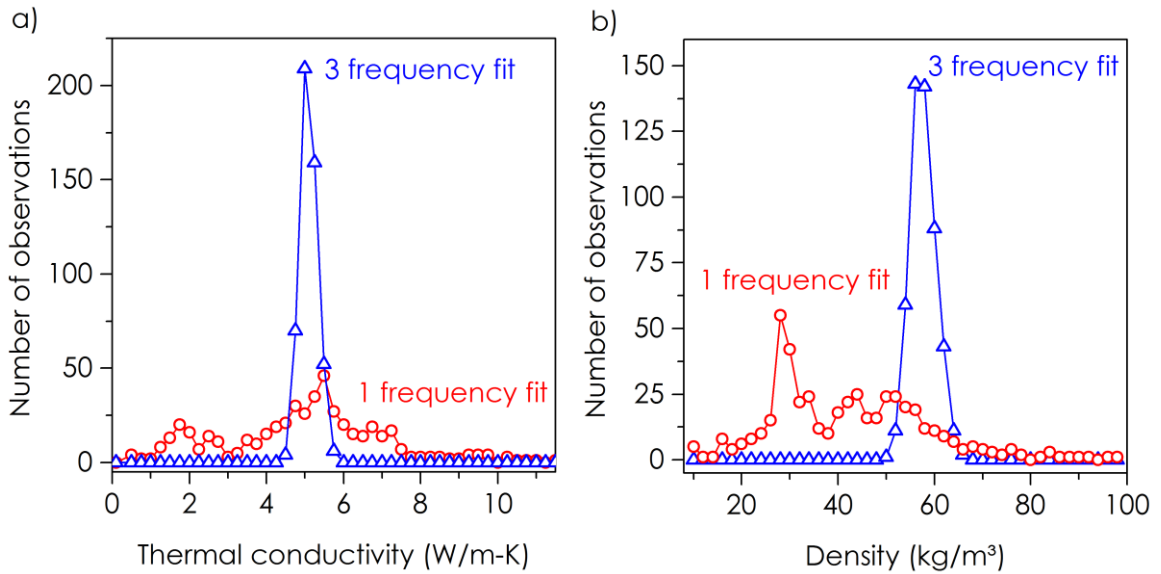 a)
Number of observations
200
150
100
50
0
3 frequency fit
1 frequency fit
0 2 4 6 8 10
Thermal conductivity (W/m-K)
b)
Number of observations
150
125
100
75
50
25
0
3 frequency fit
1 frequency fit
20 40 60 80 100
Density (kg/m³)